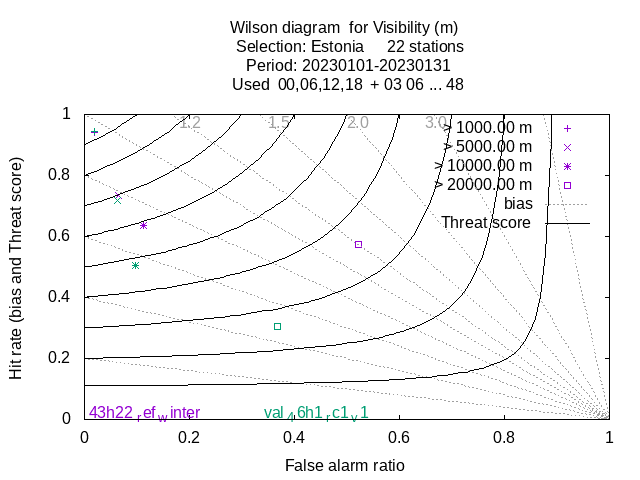 Wilson diagram for Visibility (m)
Selection: Estonia 22 stations
Period: 20230101-20230131
Used 00,06,12,18 + 03 06 ... 48
1.2
1.5
2.0
3.0
> 1000.00 m
> 5000.00 m
> 10000.00 m
> 20000.00 m
bias
Threat score
Hit rate (bias and Threat score)
1
0.8
0.6
0.4
0.2
0
43h22refwinter
val46h1rc1v1
0 0.2 0.4 0.6 0.8 1
False alarm ratio